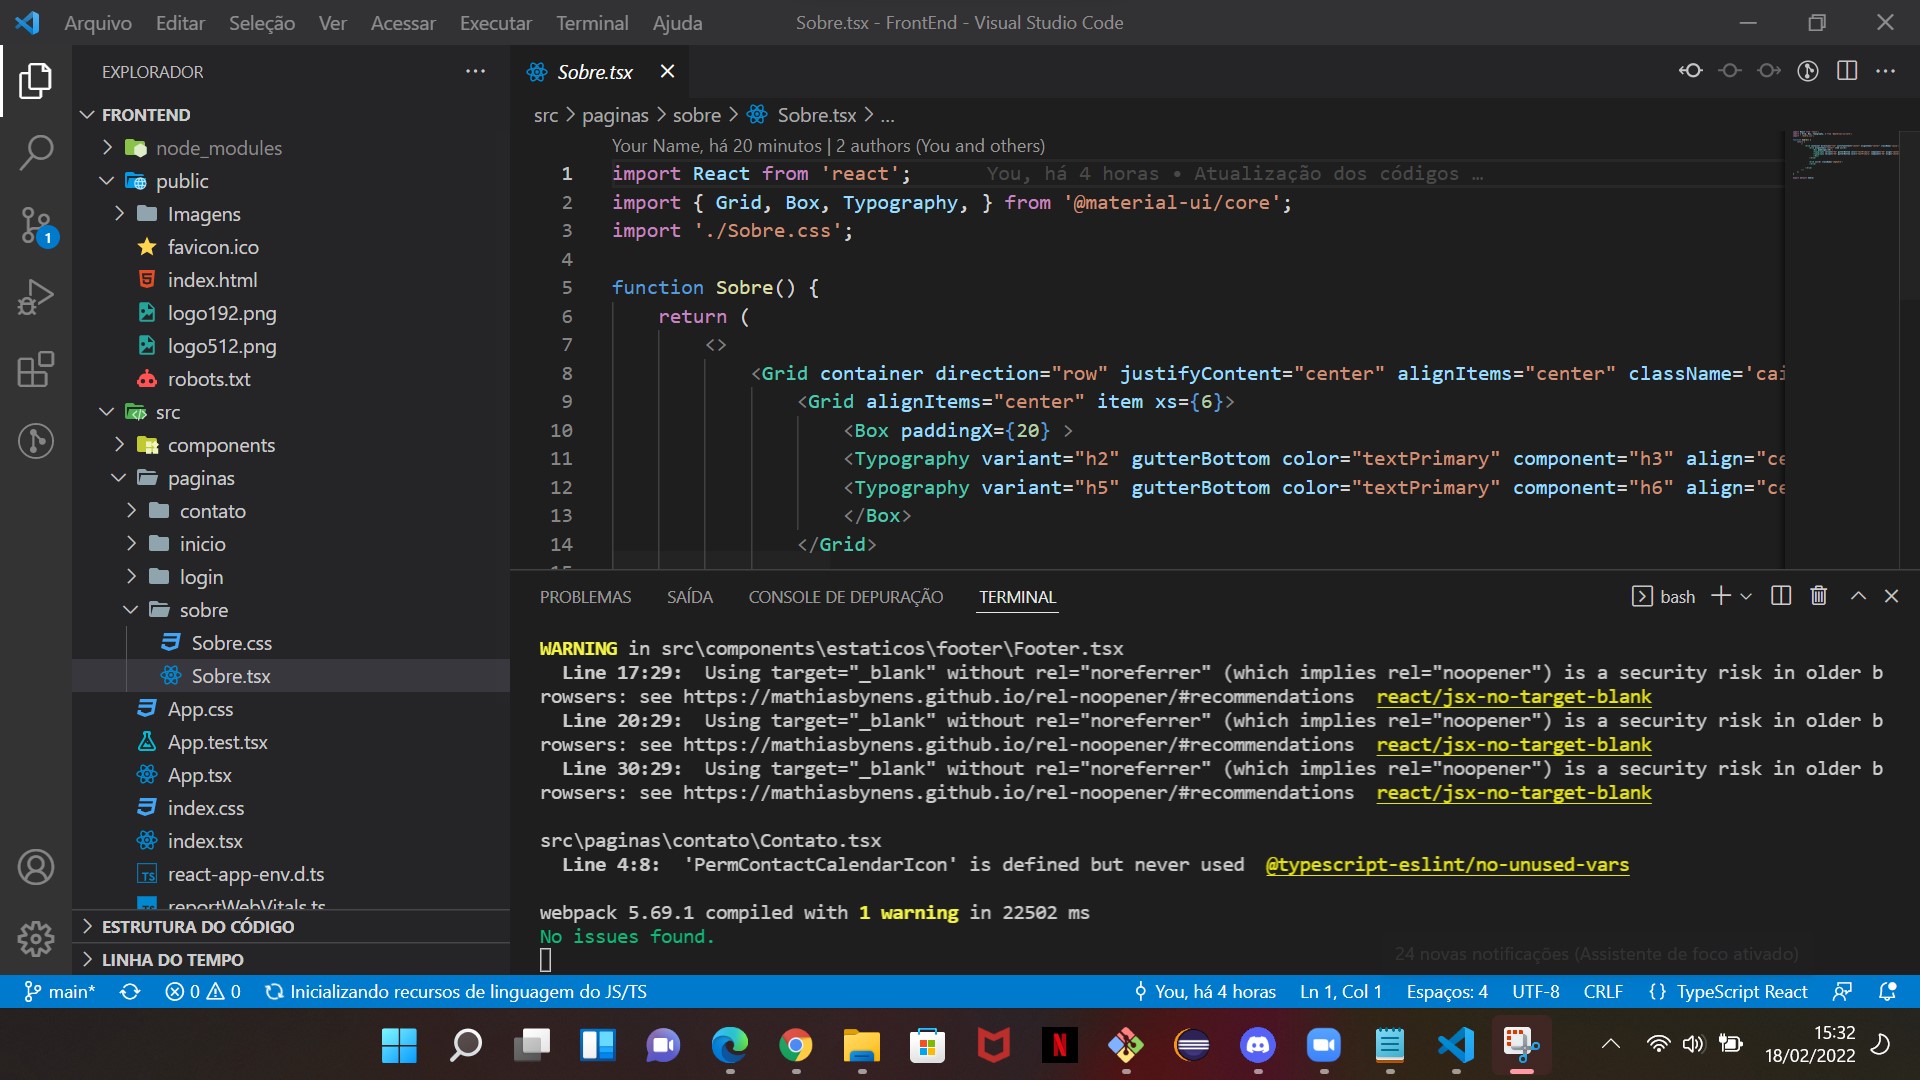 Arquivo Editar Seleção Ver Acessar Executar Terminal Ajuda
Sobre.tsx - FrontEnd - Visual Studio Code
EXPLORADOR
FRONTEND
node_modules
public
Imagens
favicon.ico
index.html
logo192.png
logo512.png
robots.txt
src
components
paginas
contato
inicio
login
sobre
Sobre.css
Sobre.tsx
App.css
App.test.tsx
App.tsx
index.css
index.tsx
react-app-env.d.ts
reportWebVitals.ts
ESTRUTURA DO CÓDIGO
LINHA DO TEMPO
1
Sobre.tsx
src > paginas > sobre > Sobre.tsx > ...
Your Name, há 20 minutos | 2 authors (You and others)
1 import React from 'react'; You, há 4 horas • Atualização dos códigos …
2 import { Grid, Box, Typography, } from '@material-ui/core';
3 import './Sobre.css';
4
5 function Sobre() {
6 return (
7 <>
8 <Grid container direction="row" justifyContent="center" alignItems="center" className='cai
9 <Grid alignItems="center" item xs={6}>
10 <Box paddingX={20} >
11 <Typography variant="h2" gutterBottom color="textPrimary" component="h3" align="ce
12 <Typography variant="h5" gutterBottom color="textPrimary" component="h6" align="ce
13 </Box>
14 </Grid>
PROBLEMAS SAÍDA CONSOLE DE DEPURAÇÃO TERMINAL
bash
WARNING in src\components\estaticos\footer\Footer.tsx
Line 17:29: Using target="_blank" without rel="noreferrer" (which implies rel="noopener") is a security risk in older b
rowsers: see https://mathiasbynens.github.io/rel-noopener/#recommendations react/jsx-no-target-blank
Line 20:29: Using target="_blank" without rel="noreferrer" (which implies rel="noopener") is a security risk in older b
rowsers: see https://mathiasbynens.github.io/rel-noopener/#recommendations react/jsx-no-target-blank
Line 30:29: Using target="_blank" without rel="noreferrer" (which implies rel="noopener") is a security risk in older b
rowsers: see https://mathiasbynens.github.io/rel-noopener/#recommendations react/jsx-no-target-blank
src\paginas\contato\Contato.tsx
Line 4:8: 'PermContactCalendarIcon' is defined but never used @typescript-eslint/no-unused-vars
webpack 5.69.1 compiled with 1 warning in 22502 ms
No issues found.
24 novas notificações (Assistente de foco ativado)
main* 0 0 Inicializando recursos de linguagem do JS/TS
You, há 4 horas Ln 1, Col 1 Espaços: 4 UTF-8 CRLF {} TypeScript React
15:32
18/02/2022